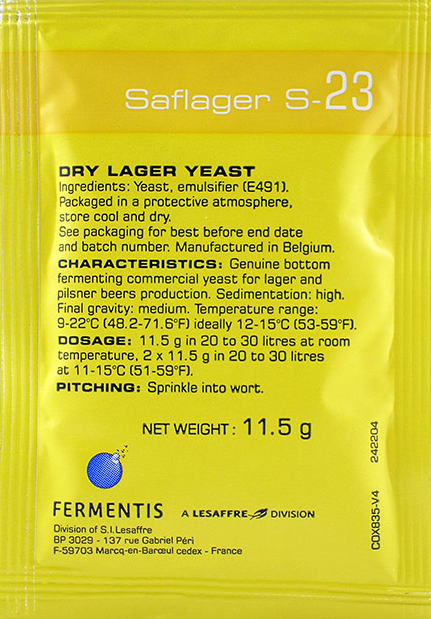 Saflager S-23
DRY LAGER YEAST
Ingredients: Yeast, emulsifier (E491).
Packaged in a protective atmosphere,
store cool and dry.
See packaging for best before end date
and batch number. Manufactured in Belgium.
CHARACTERISTICS: Genuine bottom
fermenting commercial yeast for lager and
pilsner beers production. Sedimentation: high.
Final gravity: medium. Temperature range:
9-22°C (48.2-71.6°F) ideally 12-15°C (53-59°F).
DOSAGE: 11.5 g in 20 to 30 litres at room
temperature, 2 x 11.5 g in 20 to 30 litres
at 11-15°C (51-59°F).
PITCHING: Sprinkle into wort.
NET WEIGHT: 11.5 g
FERMENTIS A LESAFFRE DIVISION
Division of S.I.Lesaffre
BP 3029 - 137 rue Gabriel Péri
F-59703 Marcq-en-Barœul cedex - France
CDX835-V4 242204